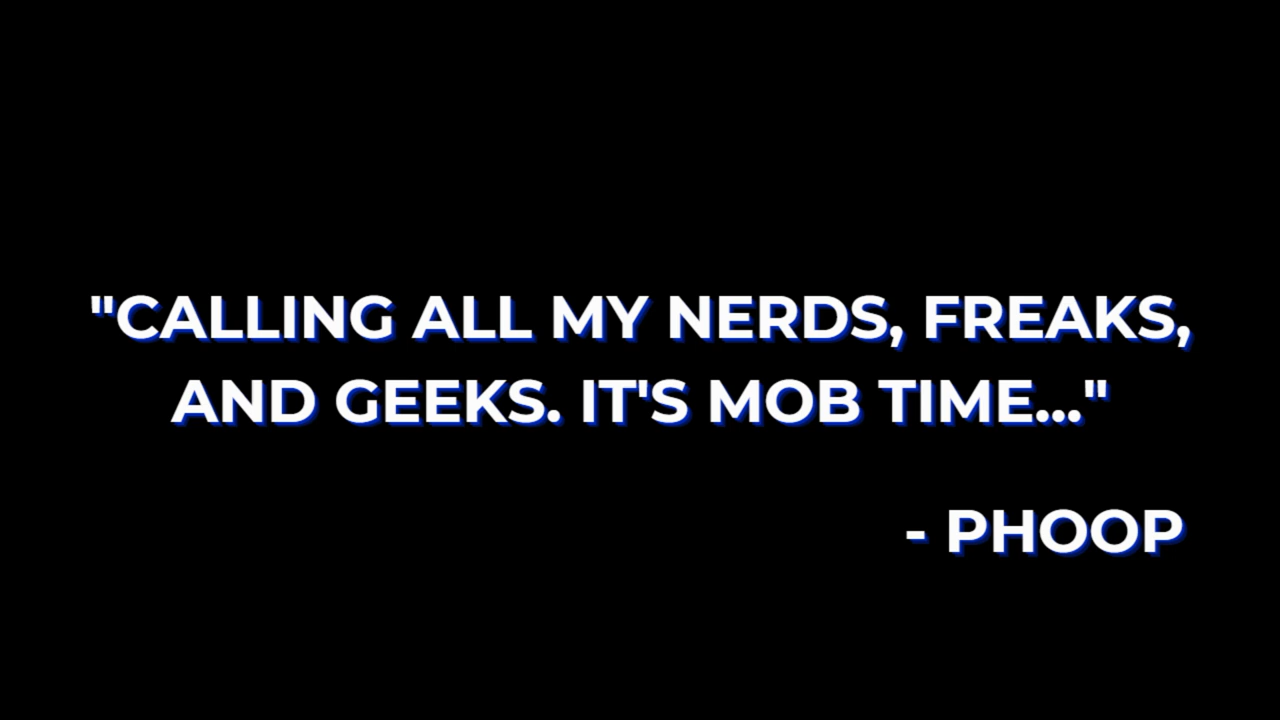 "CALLING ALL MY NERDS, FREAKS,
AND GEEKS. IT'S MOB TIME..."
- PHOOP